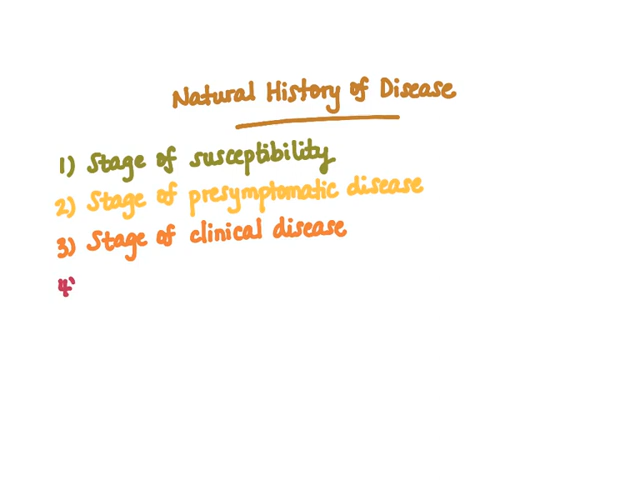 Natural History of Disease
1) Stage of susceptibility
2) Stage of presymptomatic disease
3) Stage of clinical disease
4